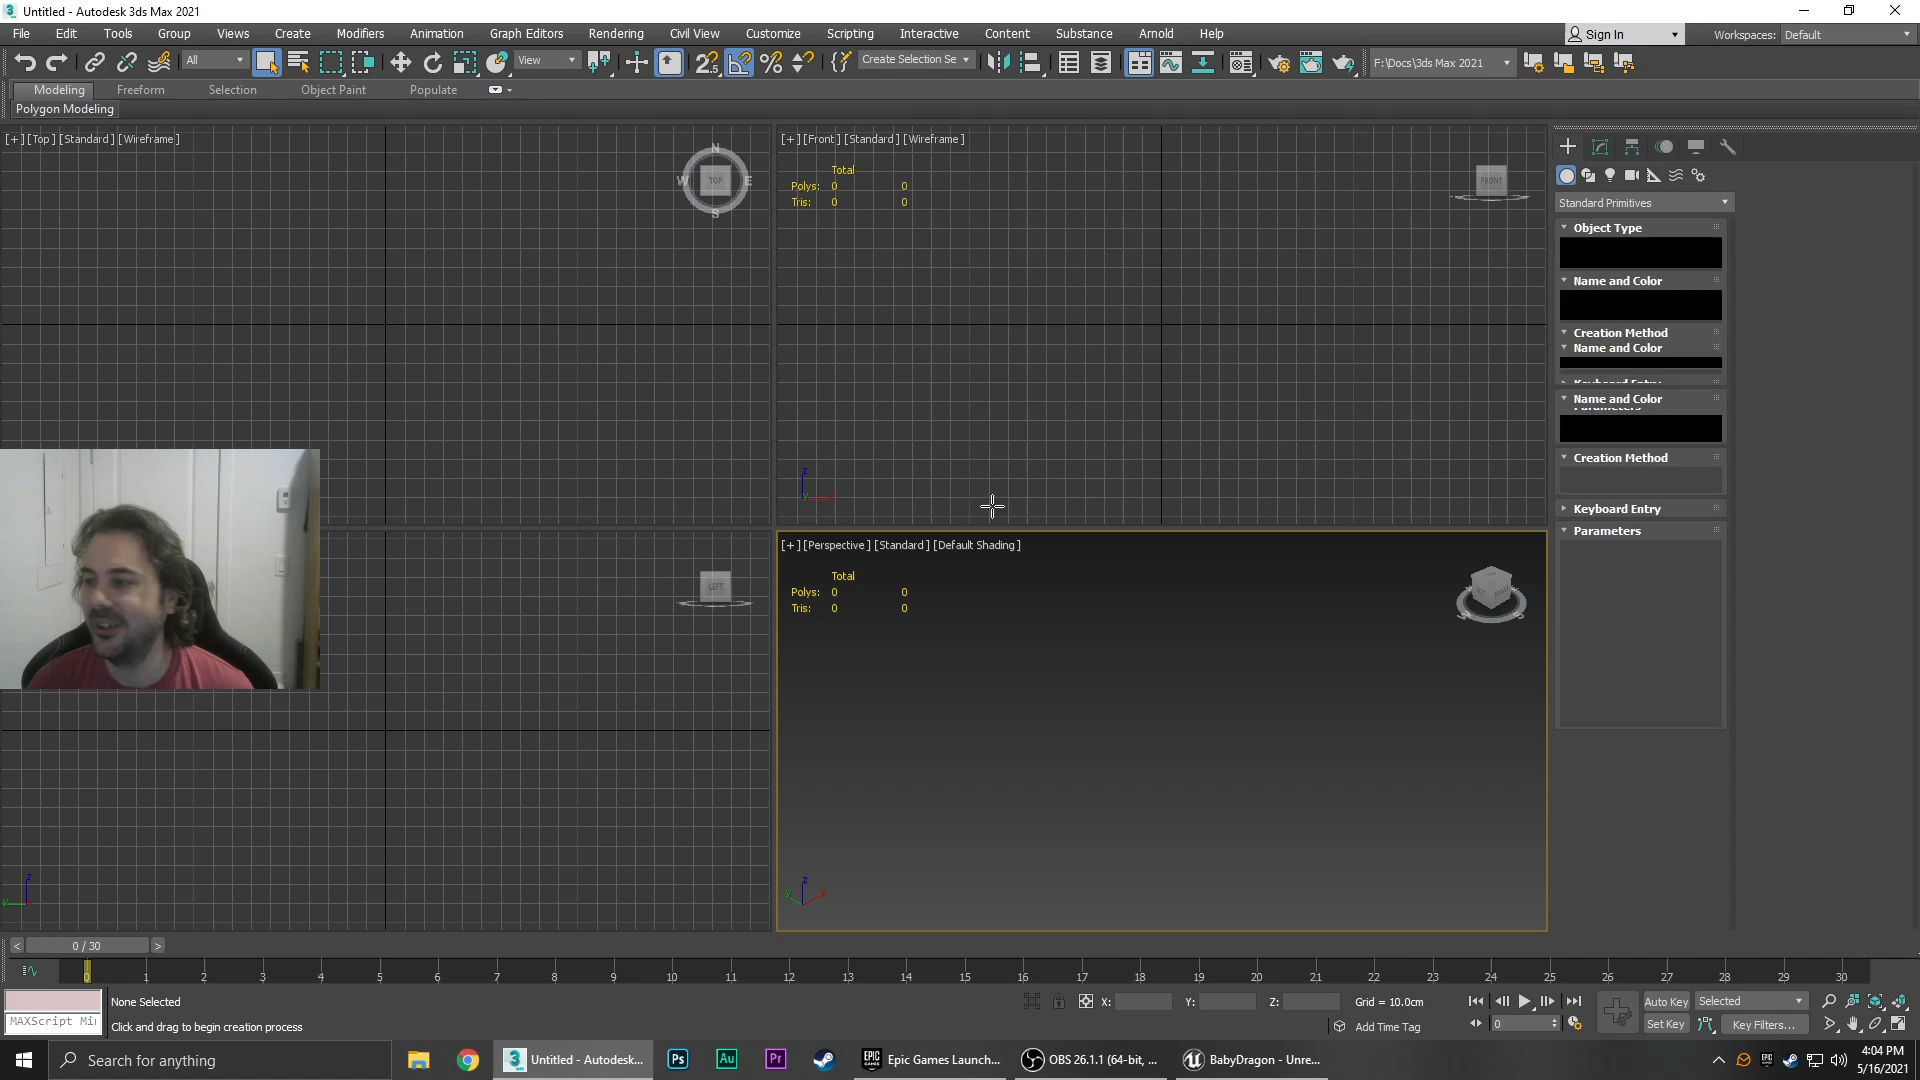 Untitled - Autodesk 3ds Max 2021
File Edit Tools Group Views Create Modifiers Animation Graph Editors Rendering Civil View Customize Scripting Interactive Content Substance Arnold Help
Sign In
Workspaces: Default
All
View
Create Selection Se
F:\Docs\3ds Max 2021
Modeling Freeform Selection Object Paint Populate
Polygon Modeling
[+] [Top] [Standard] [Wireframe]
N
W TOP E
S
[+] [Front] [Standard] [Wireframe]
Total
Polys: 0 0
Tris: 0 0
FRONT
z
y
Standard Primitives
Object Type
Name and Color
Creation Method
Name and Color
Keyboard Entry
Name and Color
Parameters
Creation Method
Keyboard Entry
Parameters
LEFT
z
y
[+] [Perspective] [Standard] [Default Shading]
Total
Polys: 0 0
Tris: 0 0
z
y x
< 0 / 30 >
0 1 2 3 4 5 6 7 8 9 10 11 12 13 14 15 16 17 18 19 20 21 22 23 24 25 26 27 28 29 30
None Selected
X: Y: Z: Grid = 10.0cm
Auto Key Selected
MAXScript Mi
Click and drag to begin creation process
Add Time Tag
0
Set Key Key Filters...
Search for anything
Untitled - Autodesk...
Ps
Au
Pr
EPIC GAMES
Epic Games Launch...
OBS 26.1.1 (64-bit, ...
BabyDragon - Unre...
4:04 PM
5/16/2021